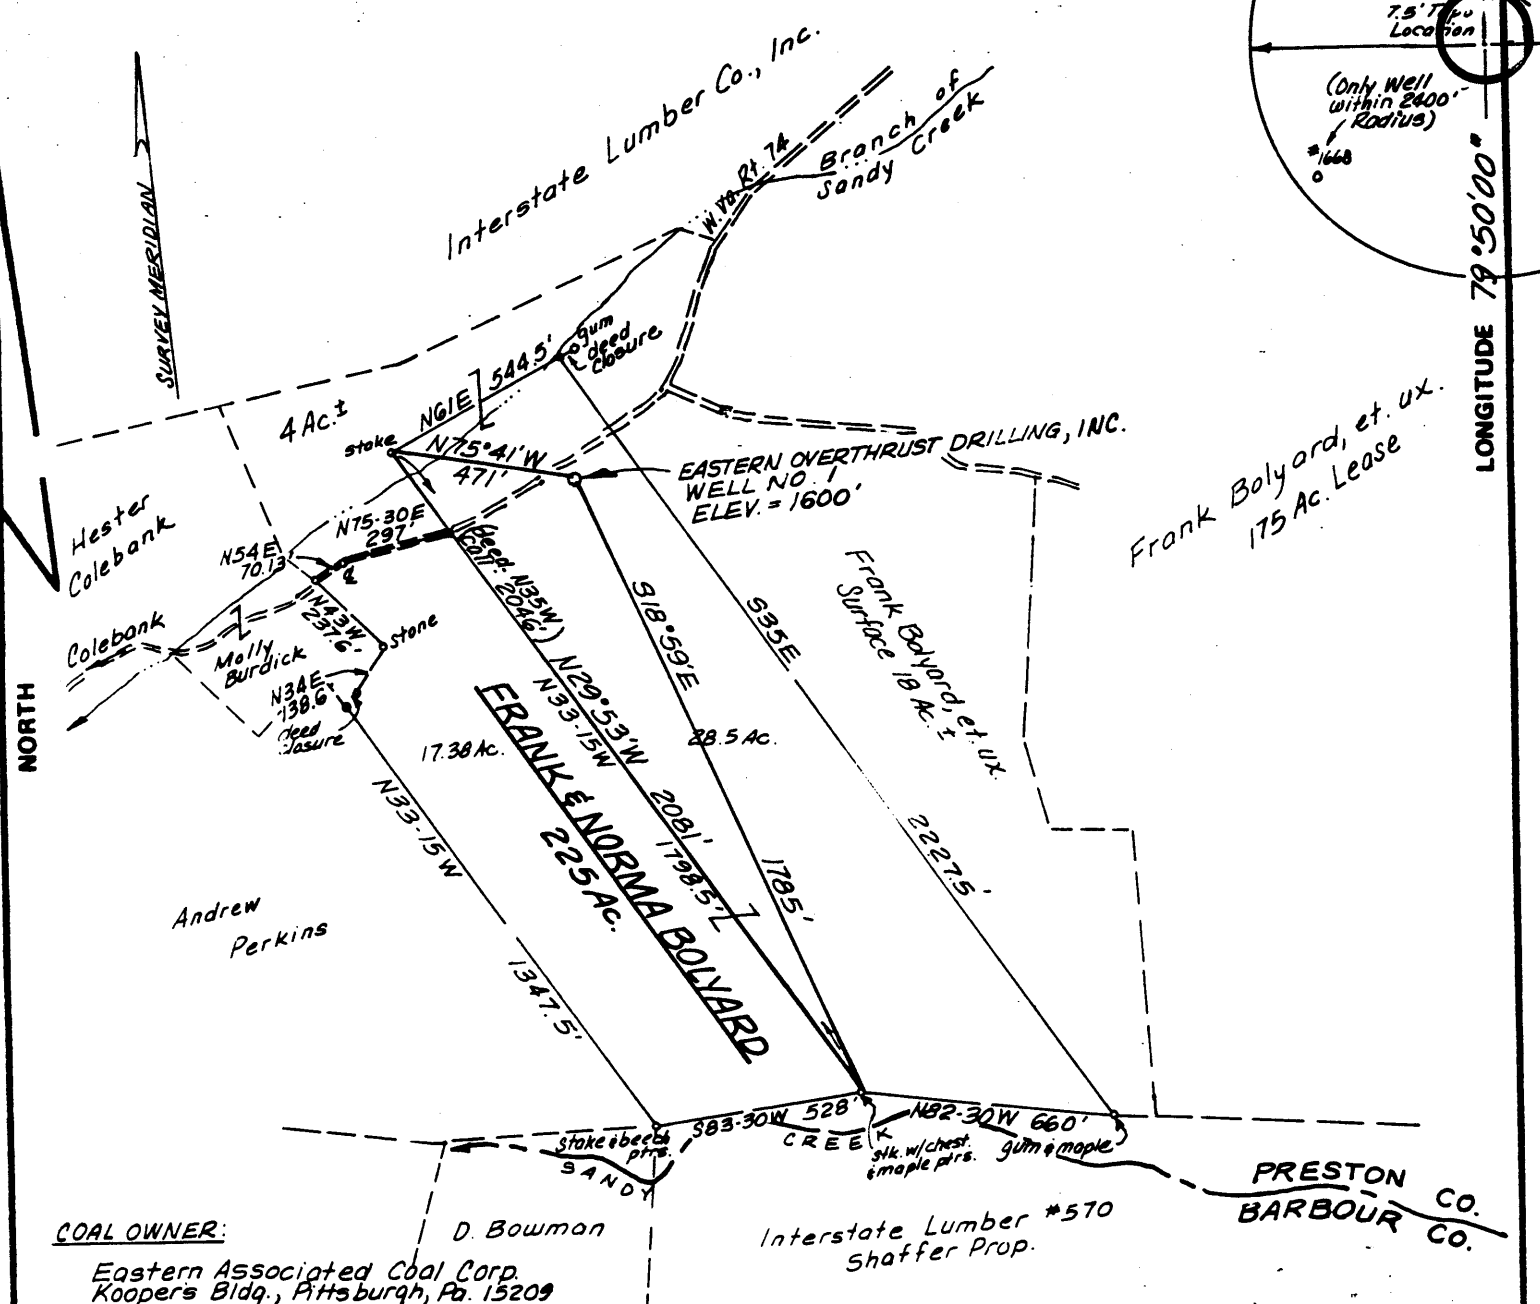 7.5' Topo
Location
(Only Well
within 2400'
Radius)
#1668
LONGITUDE 79°50'00"
SURVEY MERIDIAN
Interstate Lumber Co., Inc.
W. Va. Rt. 74
Branch of
Sandy Creek
gum
deed
closure
544.5'
N61E
4 Ac.±
stake
N75°41'W
471'
EASTERN OVERTHRUST DRILLING, INC.
WELL NO. 1
ELEV. = 1600'
Frank Bolyard, et. ux.
175 Ac. Lease
Hester
Colebank
N75-30E
297'
N54E
70.13
(deed N35W
call: 2046')
Colebank
N43W
237.6'
stone
Molly
Burdick
N34E
138.6'
deed
closure
Frank Bolyard, et. ux.
Surface 18 Ac. ±
S18°59'E
1785'
S35E
2227.5'
N29°53'W 2081'
N33-15W 1798.5'
17.38 Ac.
28.5 Ac.
FRANK & NORMA BOLYARD
225 Ac.
N33-15W
1347.5'
NORTH
Andrew
Perkins
S83-30W 528'
N82-30W 660'
stake & beech
ptrs.
SANDY
CREEK
stk. w/chest.
& maple ptrs.
gum & maple
PRESTON CO.
BARBOUR CO.
COAL OWNER:
D. Bowman
Interstate Lumber #570
Shaffer Prop.
Eastern Associated Coal Corp.
Koopers Bldg., Pittsburgh, Pa. 15209